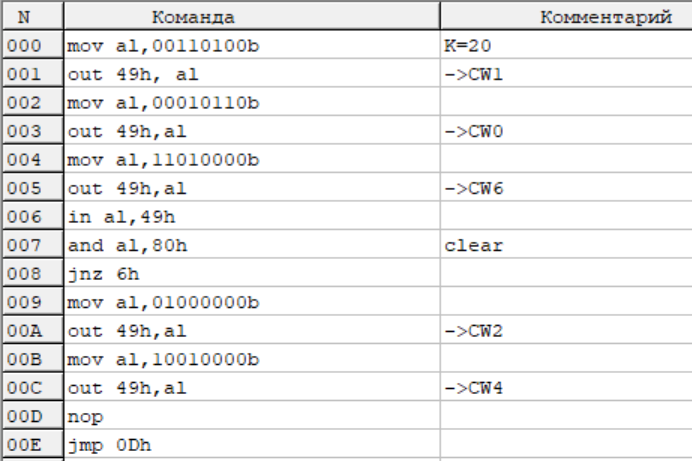 N Команда Комментарий
000 mov al,00110100b K=20
001 out 49h, al ->CW1
002 mov al,00010110b
003 out 49h,al ->CW0
004 mov al,11010000b
005 out 49h,al ->CW6
006 in al,49h
007 and al,80h clear
008 jnz 6h
009 mov al,01000000b
00A out 49h,al ->CW2
00B mov al,10010000b
00C out 49h,al ->CW4
00D nop
00E jmp 0Dh